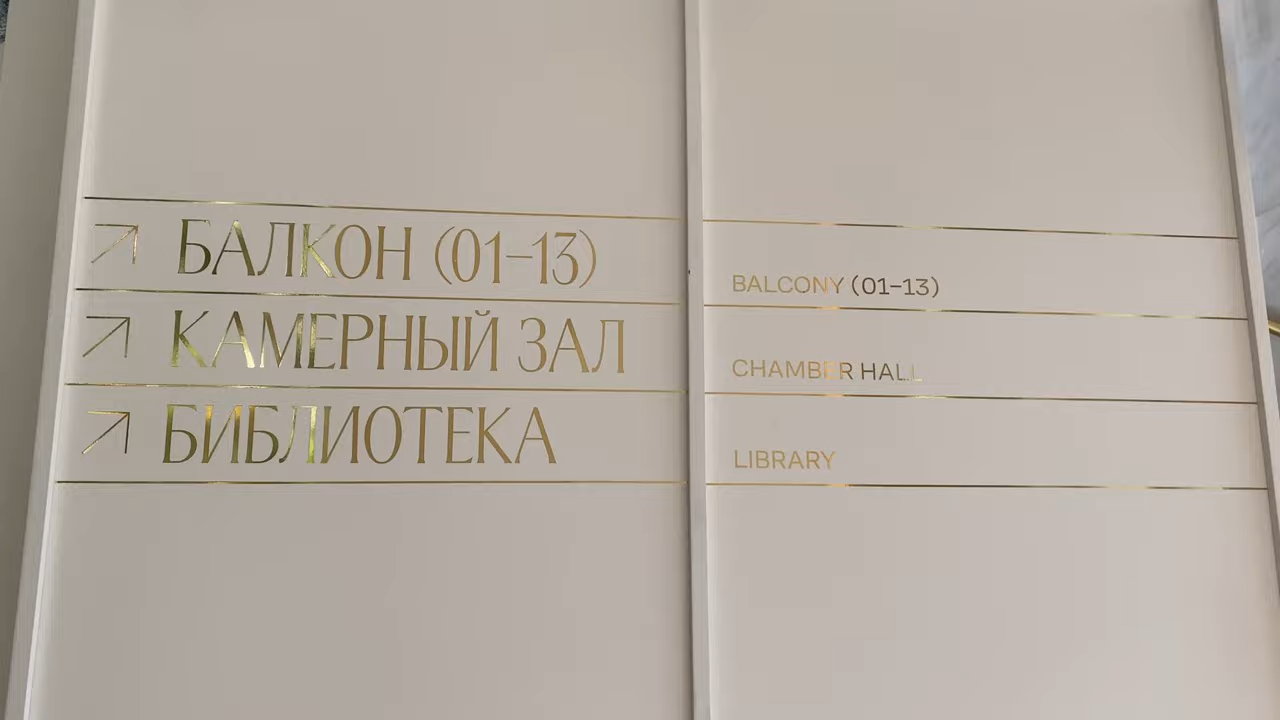 БАЛКОН (01–13)
BALCONY (01–13)
КАМЕРНЫЙ ЗАЛ
CHAMBER HALL
БИБЛИОТЕКА
LIBRARY